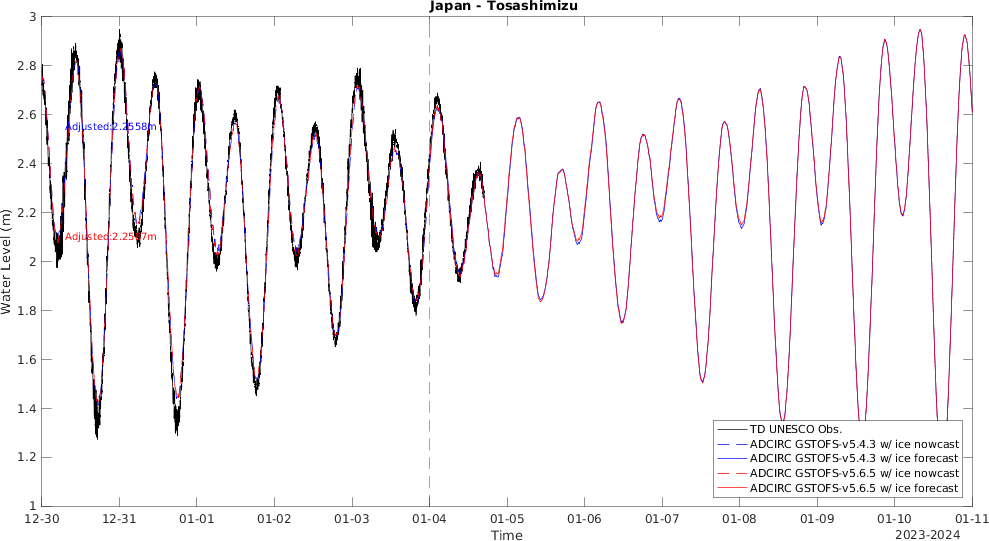 Japan - Tosashimizu
Water Level (m)
3
2.8
2.6
2.4
2.2
2
1.8
1.6
1.4
1.2
1
Adjusted:2.2558m
TD UNESCO Obs.
ADCIRC GSTOFS-v5.4.3 w/ ice nowcast
ADCIRC GSTOFS-v5.4.3 w/ ice forecast
ADCIRC GSTOFS-v5.6.5 w/ ice nowcast
ADCIRC GSTOFS-v5.6.5 w/ ice forecast
12-30 12-31 01-01 01-02 01-03 01-04 01-05 01-06 01-07 01-08 01-09 01-10 01-11
Time
2023-2024